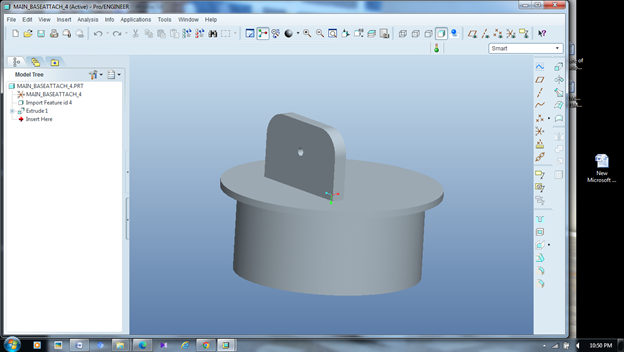 MAIN_BASEATTACH_4 (Active) - Pro/ENGINEER
File Edit View Insert Analysis Info Applications Tools Window Help
Smart
Model Tree
MAIN_BASEATTACH_4.PRT
MAIN_BASEATTACH_4
Import Feature id 4
Extrude 1
Insert Here
of
New
Microsoft ...
10:50 PM